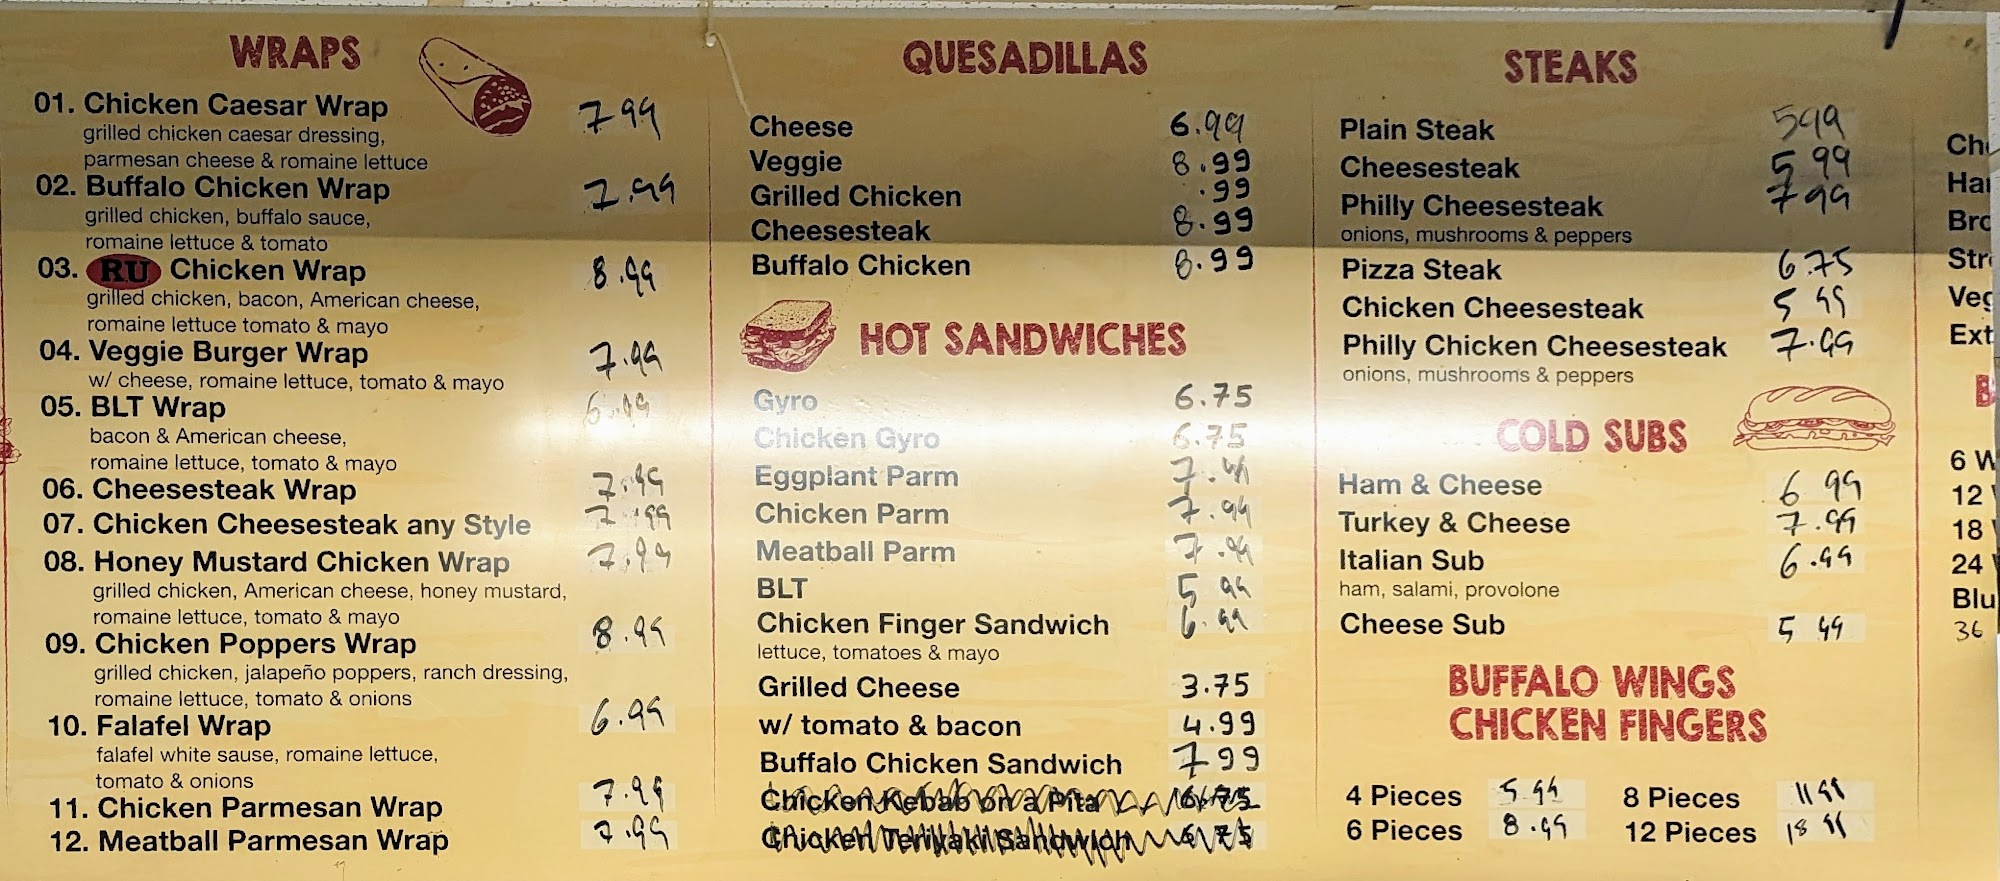 WRAPS
01. Chicken Caesar Wrap 7 99
grilled chicken caesar dressing,
parmesan cheese & romaine lettuce
02. Buffalo Chicken Wrap 7.99
grilled chicken, buffalo sauce,
romaine lettuce & tomato
03. RU Chicken Wrap 8.99
grilled chicken, bacon, American cheese,
romaine lettuce tomato & mayo
04. Veggie Burger Wrap 7.99
w/ cheese, romaine lettuce, tomato & mayo
05. BLT Wrap 6.99
bacon & American cheese,
romaine lettuce, tomato & mayo
06. Cheesesteak Wrap 7.99
07. Chicken Cheesesteak any Style 7.99
08. Honey Mustard Chicken Wrap 7.99
grilled chicken, American cheese, honey mustard,
romaine lettuce, tomato & mayo
09. Chicken Poppers Wrap 8.99
grilled chicken, jalapeño poppers, ranch dressing,
romaine lettuce, tomato & onions
10. Falafel Wrap 6.99
falafel white sause, romaine lettuce,
tomato & onions
11. Chicken Parmesan Wrap 7.99
12. Meatball Parmesan Wrap 7.99
QUESADILLAS
Cheese 6.99
Veggie 8.99
Grilled Chicken .99
Cheesesteak 8.99
Buffalo Chicken 8.99
HOT SANDWICHES
Gyro 6.75
Chicken Gyro 6.75
Eggplant Parm 7.99
Chicken Parm 7.99
Meatball Parm 7.99
BLT 5 99
Chicken Finger Sandwich 6.99
lettuce, tomatoes & mayo
Grilled Cheese 3.75
w/ tomato & bacon 4.99
Buffalo Chicken Sandwich 7 99
Chicken Kebab on a Pita 6.75
Chicken Teriyaki Sandwich 6.75
STEAKS
Plain Steak 599
Cheesesteak 5 99
Philly Cheesesteak 7 99
onions, mushrooms & peppers
Pizza Steak 6.75
Chicken Cheesesteak 5 99
Philly Chicken Cheesesteak 7.99
onions, mushrooms & peppers
COLD SUBS
Ham & Cheese 6 99
Turkey & Cheese 7.99
Italian Sub 6.99
ham, salami, provolone
Cheese Sub 5 99
BUFFALO WINGS
CHICKEN FINGERS
4 Pieces 5.99 8 Pieces 11 99
6 Pieces 8.99 12 Pieces 18 99
6 W
12
18
24
Blu
36